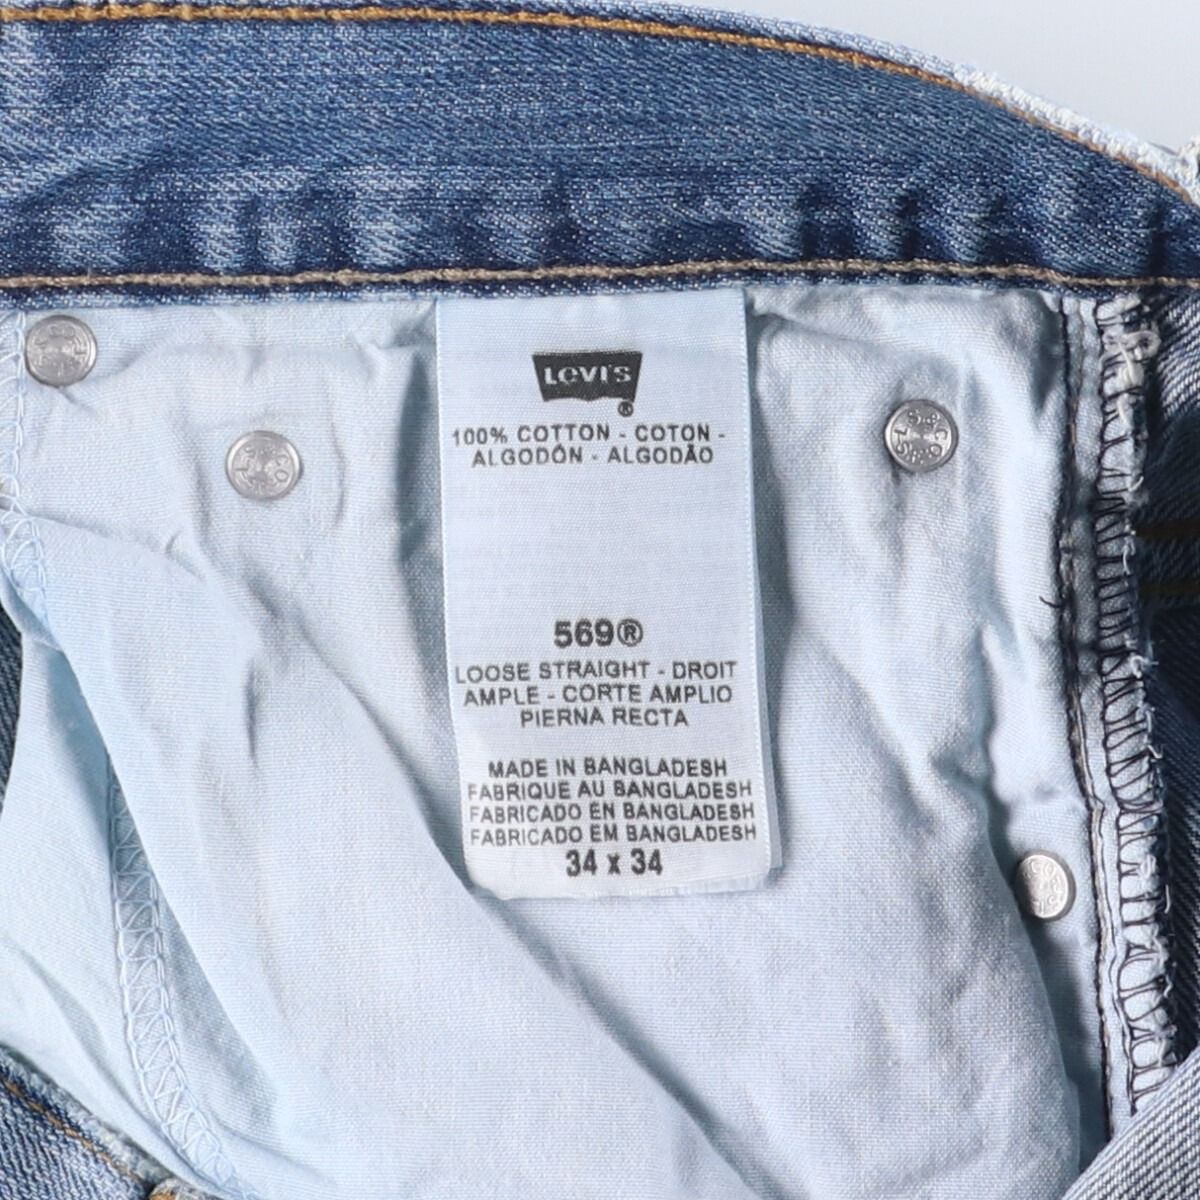 LEVI'S®
100% COTTON - COTON -
ALGODÓN - ALGODÃO
569®
LOOSE STRAIGHT - DROIT
AMPLE - CORTE AMPLIO
PIERNA RECTA
MADE IN BANGLADESH
FABRIQUE AU BANGLADESH
FABRICADO EN BANGLADESH
FABRICADO EM BANGLADESH
34 x 34